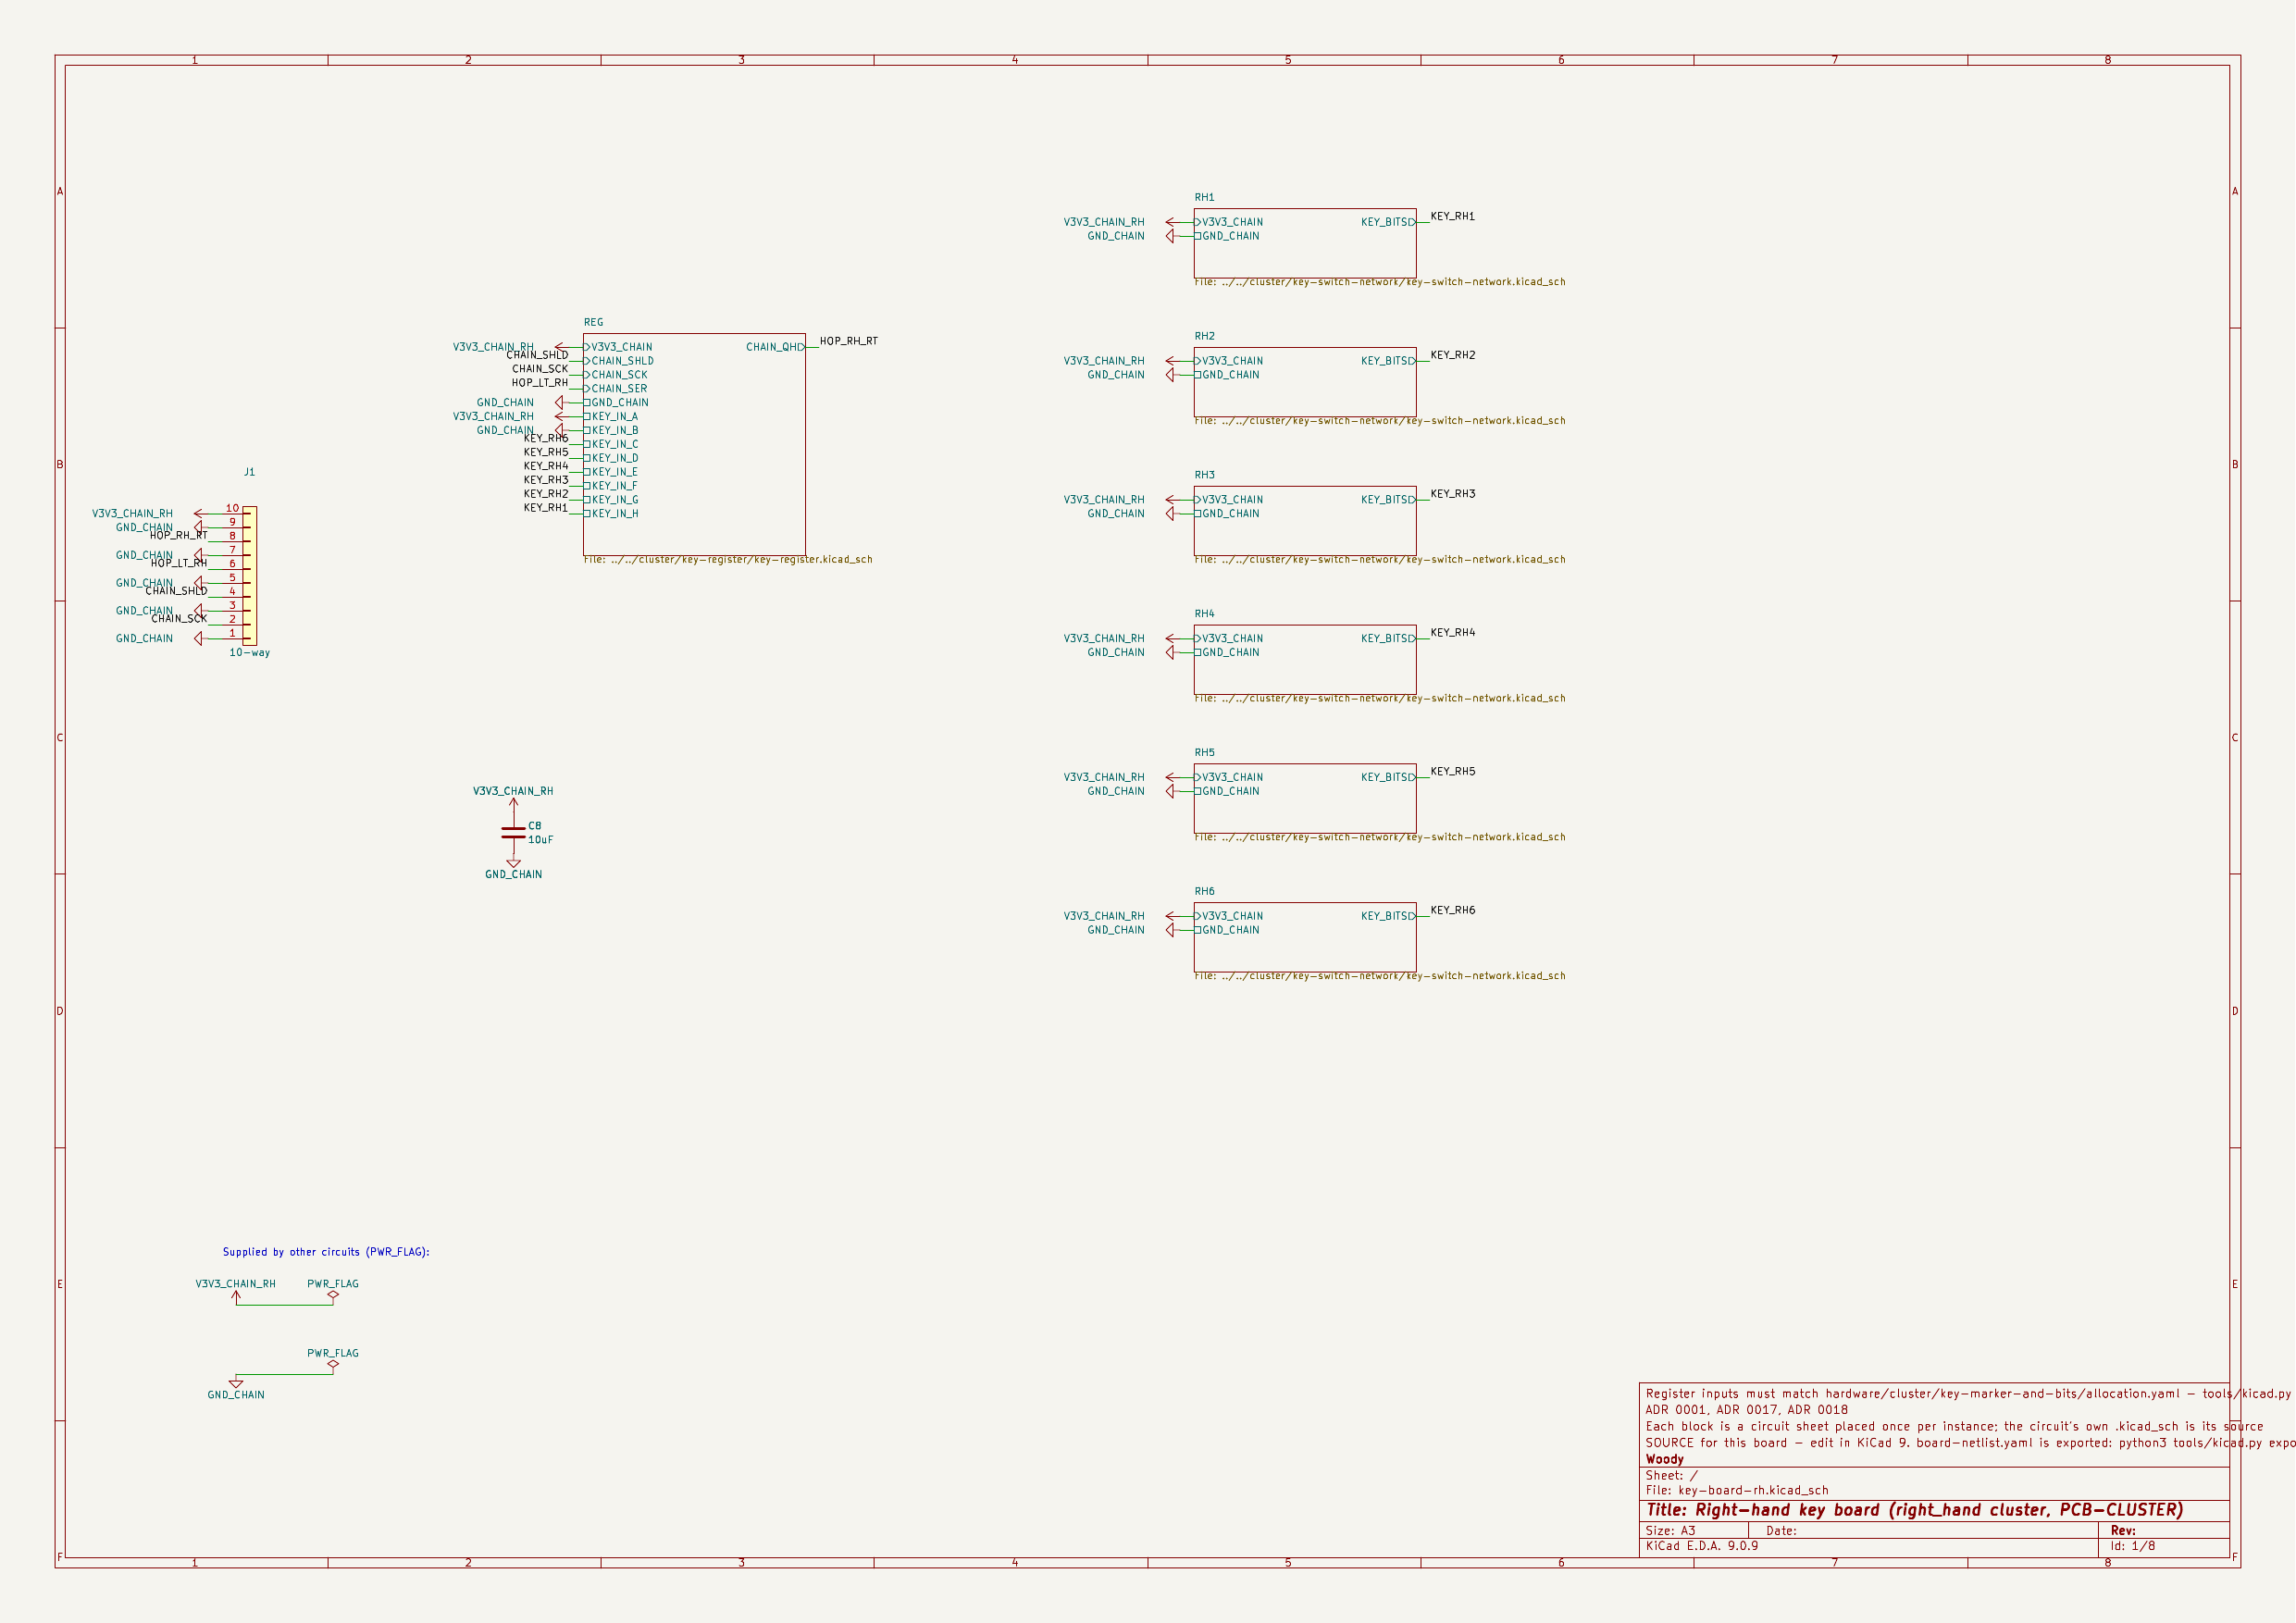 1 2 3 4 5 6 7 8
A A
B B
C C
D D
E E
F F
RH1
V3V3_CHAIN_RH V3V3_CHAIN KEY_BITS KEY_RH1
GND_CHAIN GND_CHAIN
File: ../../cluster/key-switch-network/key-switch-network.kicad_sch
REG
V3V3_CHAIN_RH V3V3_CHAIN CHAIN_QH HOP_RH_RT
CHAIN_SHLD CHAIN_SHLD
CHAIN_SCK CHAIN_SCK
HOP_LT_RH CHAIN_SER
GND_CHAIN GND_CHAIN
V3V3_CHAIN_RH KEY_IN_A
GND_CHAIN KEY_IN_B
KEY_RH6 KEY_IN_C
KEY_RH5 KEY_IN_D
KEY_RH4 KEY_IN_E
KEY_RH3 KEY_IN_F
KEY_RH2 KEY_IN_G
KEY_RH1 KEY_IN_H
File: ../../cluster/key-register/key-register.kicad_sch
RH2
V3V3_CHAIN_RH V3V3_CHAIN KEY_BITS KEY_RH2
GND_CHAIN GND_CHAIN
File: ../../cluster/key-switch-network/key-switch-network.kicad_sch
J1
V3V3_CHAIN_RH 10
GND_CHAIN 9
HOP_RH_RT 8
GND_CHAIN 7
HOP_LT_RH 6
GND_CHAIN 5
CHAIN_SHLD 4
GND_CHAIN 3
CHAIN_SCK 2
GND_CHAIN 1
10-way
RH3
V3V3_CHAIN_RH V3V3_CHAIN KEY_BITS KEY_RH3
GND_CHAIN GND_CHAIN
File: ../../cluster/key-switch-network/key-switch-network.kicad_sch
RH4
V3V3_CHAIN_RH V3V3_CHAIN KEY_BITS KEY_RH4
GND_CHAIN GND_CHAIN
File: ../../cluster/key-switch-network/key-switch-network.kicad_sch
RH5
V3V3_CHAIN_RH V3V3_CHAIN KEY_BITS KEY_RH5
GND_CHAIN GND_CHAIN
File: ../../cluster/key-switch-network/key-switch-network.kicad_sch
V3V3_CHAIN_RH
C8
10uF
GND_CHAIN
RH6
V3V3_CHAIN_RH V3V3_CHAIN KEY_BITS KEY_RH6
GND_CHAIN GND_CHAIN
File: ../../cluster/key-switch-network/key-switch-network.kicad_sch
Supplied by other circuits (PWR_FLAG):
V3V3_CHAIN_RH PWR_FLAG
PWR_FLAG
GND_CHAIN
Register inputs must match hardware/cluster/key-marker-and-bits/allocation.yaml - tools/kicad.py
ADR 0001, ADR 0017, ADR 0018
Each block is a circuit sheet placed once per instance; the circuit's own .kicad_sch is its source
SOURCE for this board - edit in KiCad 9. board-netlist.yaml is exported: python3 tools/kicad.py expo
Woody
Sheet: /
File: key-board-rh.kicad_sch
Title: Right-hand key board (right_hand cluster, PCB-CLUSTER)
Size: A3 Date: Rev:
KiCad E.D.A. 9.0.9 Id: 1/8
1 2 3 4 5 6 7 8